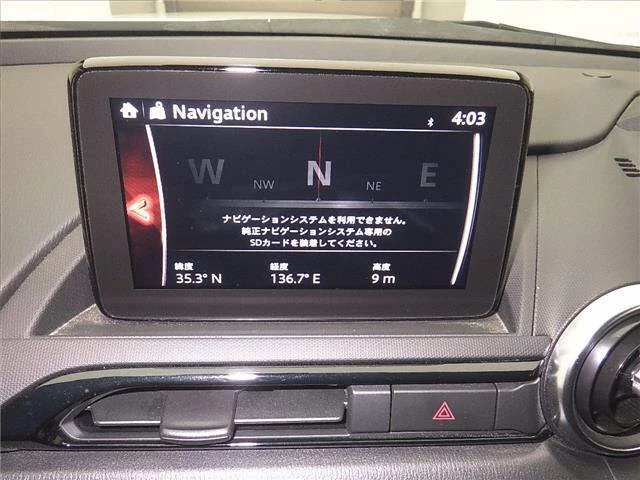 Navigation
4:03
W NW N NE E
ナビゲーションシステムを利用できません。
純正ナビゲーションシステム専用の
SDカードを装着してください。
緯度 経度 高度
35.3° N 136.7° E 9 m